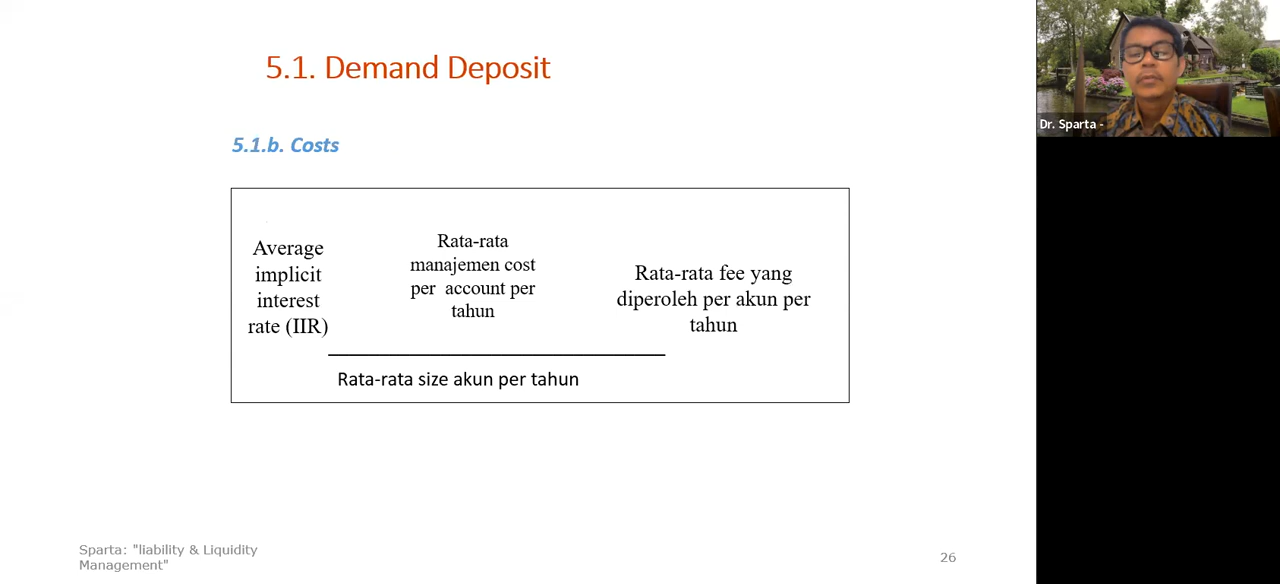 5.1. Demand Deposit
Dr. Sparta -
5.1.b. Costs
Average
implicit
interest
rate (IIR)
Rata-rata
manajemen cost
per account per
tahun
Rata-rata fee yang
diperoleh per akun per
tahun
Rata-rata size akun per tahun
Sparta: "liability & Liquidity
Management"
26